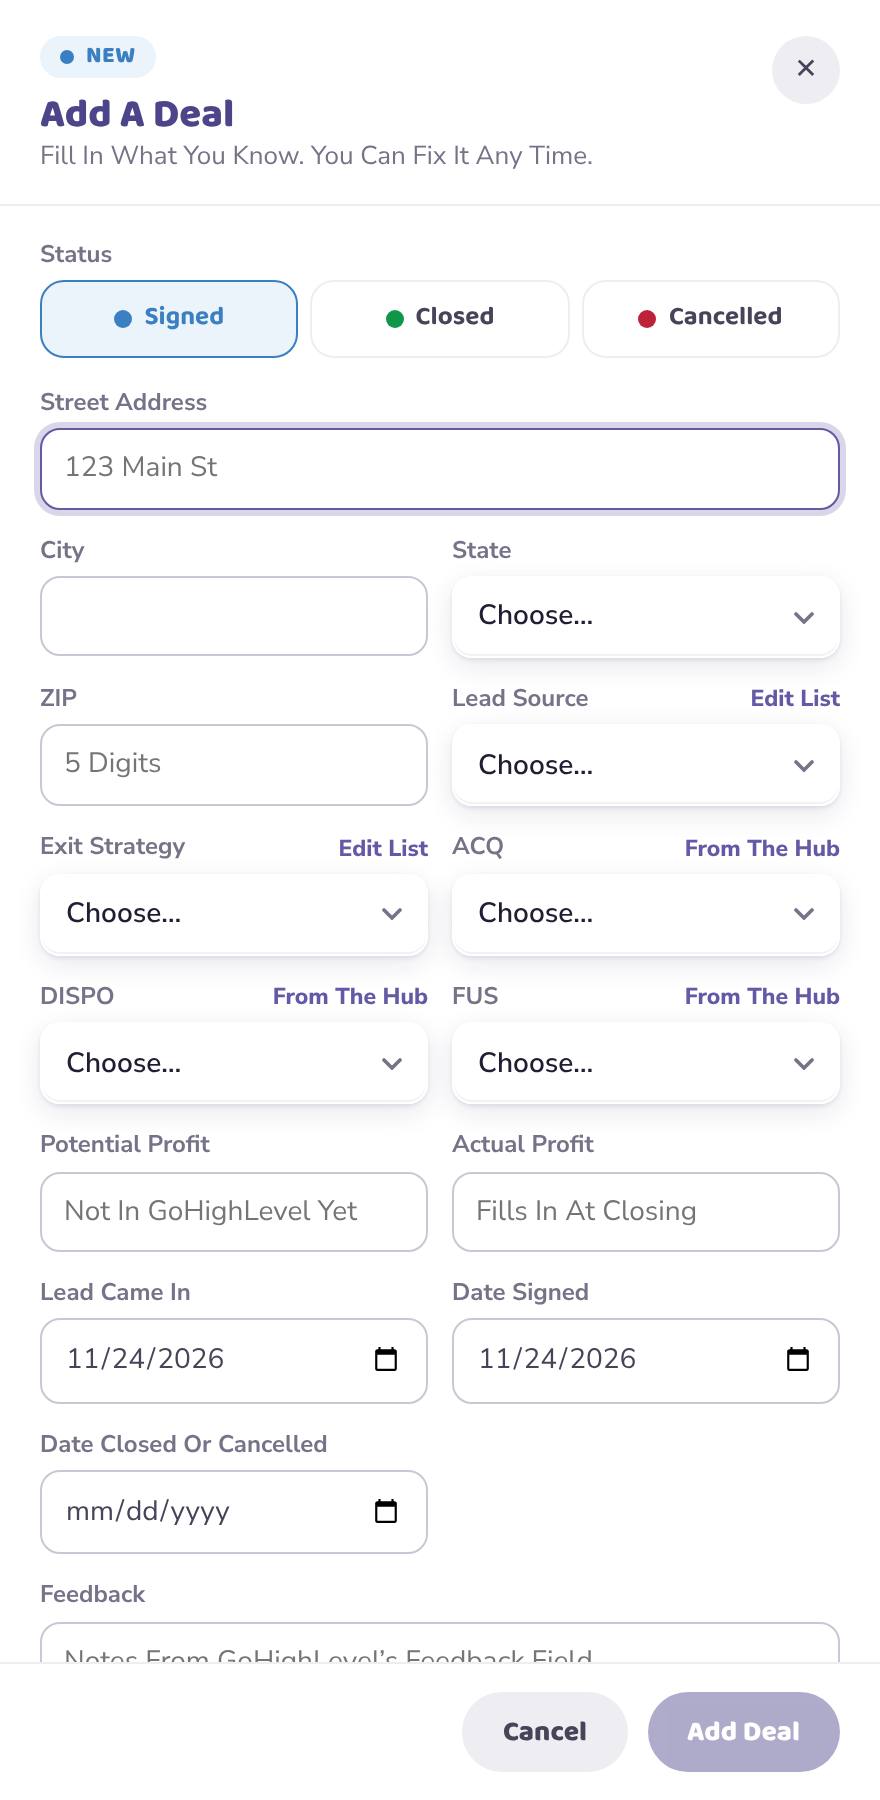 NEW
×
Add A Deal
Fill In What You Know. You Can Fix It Any Time.
Status
Signed
Closed
Cancelled
Street Address
123 Main St
City
State
Choose...
ZIP
Lead Source
Edit List
5 Digits
Choose...
Exit Strategy
Edit List
ACQ
From The Hub
Choose...
Choose...
DISPO
From The Hub
FUS
From The Hub
Choose...
Choose...
Potential Profit
Actual Profit
Not In GoHighLevel Yet
Fills In At Closing
Lead Came In
Date Signed
11/24/2026
11/24/2026
Date Closed Or Cancelled
mm/dd/yyyy
Feedback
Notes From GoHighLevel’s Feedback Field
Cancel
Add Deal